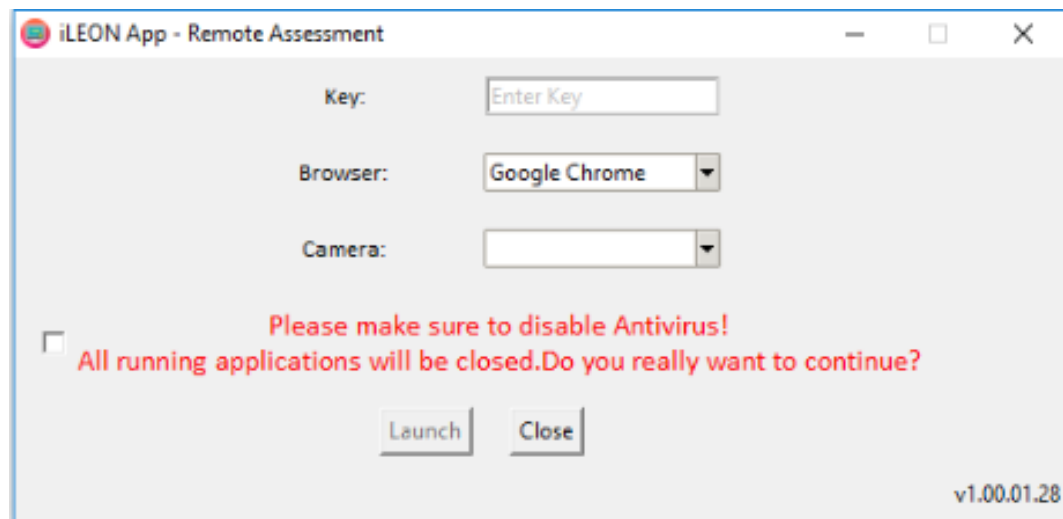 iLEON App - Remote Assessment
Key: Enter Key
Browser: Google Chrome
Camera:
Please make sure to disable Antivirus!
All running applications will be closed.Do you really want to continue?
Launch Close
v1.00.01.28